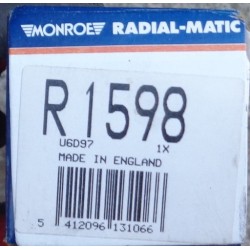 MONROE RADIAL-MATIC
R1598
U6D97 1X
MADE IN ENGLAND
5 412096 131066